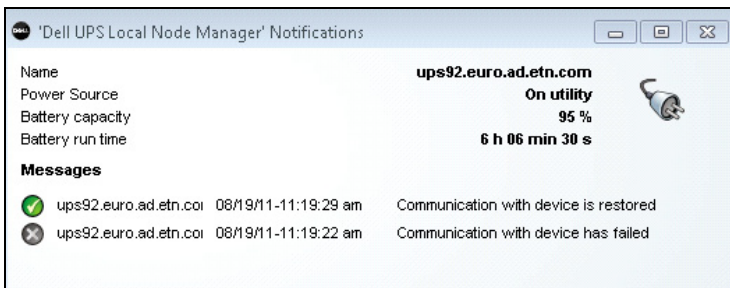 'Dell UPS Local Node Manager' Notifications
Name ups92.euro.ad.etn.com
Power Source On utility
Battery capacity 95 %
Battery run time 6 h 06 min 30 s
Messages
ups92.euro.ad.etn.coı 08/19/11-11:19:29 am Communication with device is restored
ups92.euro.ad.etn.coı 08/19/11-11:19:22 am Communication with device has failed